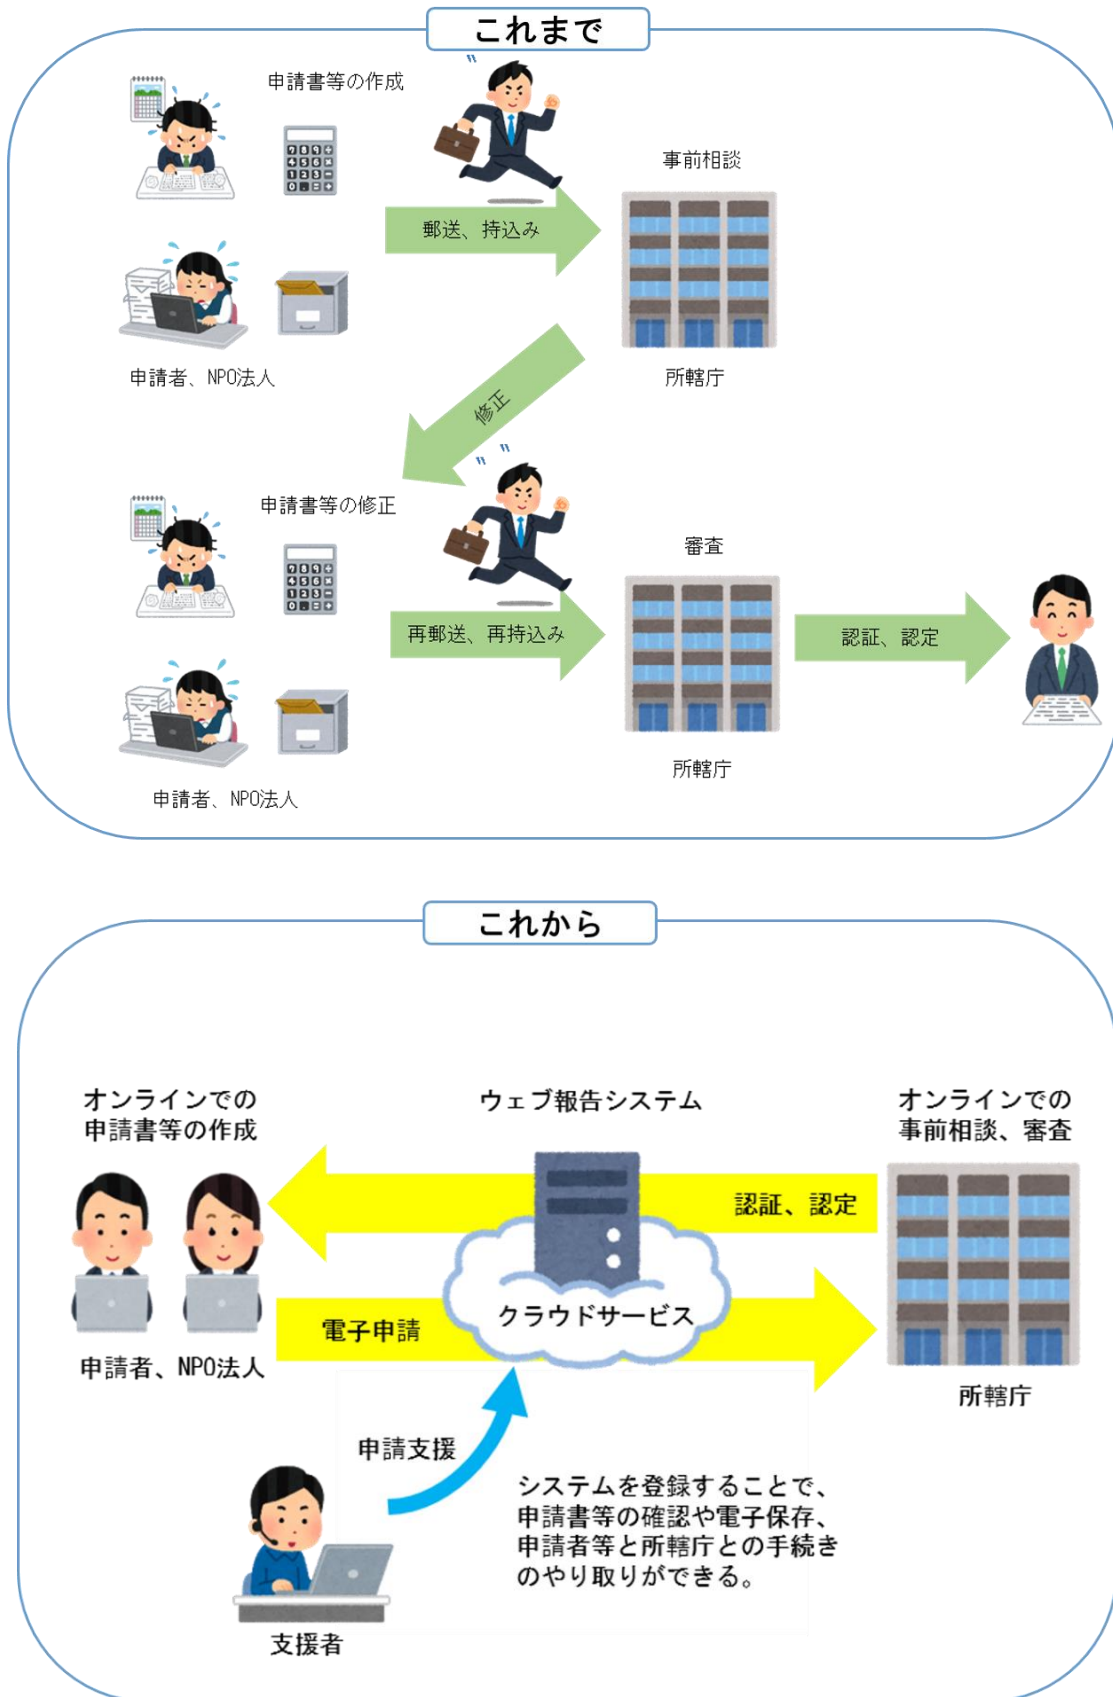 これまで
申請書等の作成
事前相談
郵送、持込み
申請者、NPO法人
所轄庁
修正
申請書等の修正
審査
再郵送、再持込み
認証、認定
所轄庁
申請者、NPO法人
これから
オンラインでの
申請書等の作成
ウェブ報告システム
オンラインでの
事前相談、審査
認証、認定
クラウドサービス
電子申請
申請者、NPO法人
所轄庁
申請支援
システムを登録することで、
申請書等の確認や電子保存、
申請者等と所轄庁との手続き
のやり取りができる。
支援者